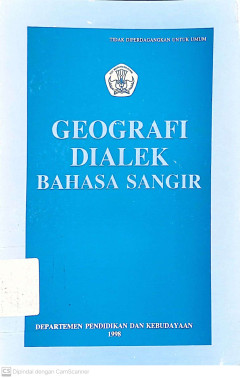 TIDAK DIPERDAGANGKAN UNTUK UMUM
GEOGRAFI
DIALEK
BAHASA SANGIR
DEPARTEMEN PENDIDIKAN DAN KEBUDAYAAN
1998
Dipindai dengan CamScanner